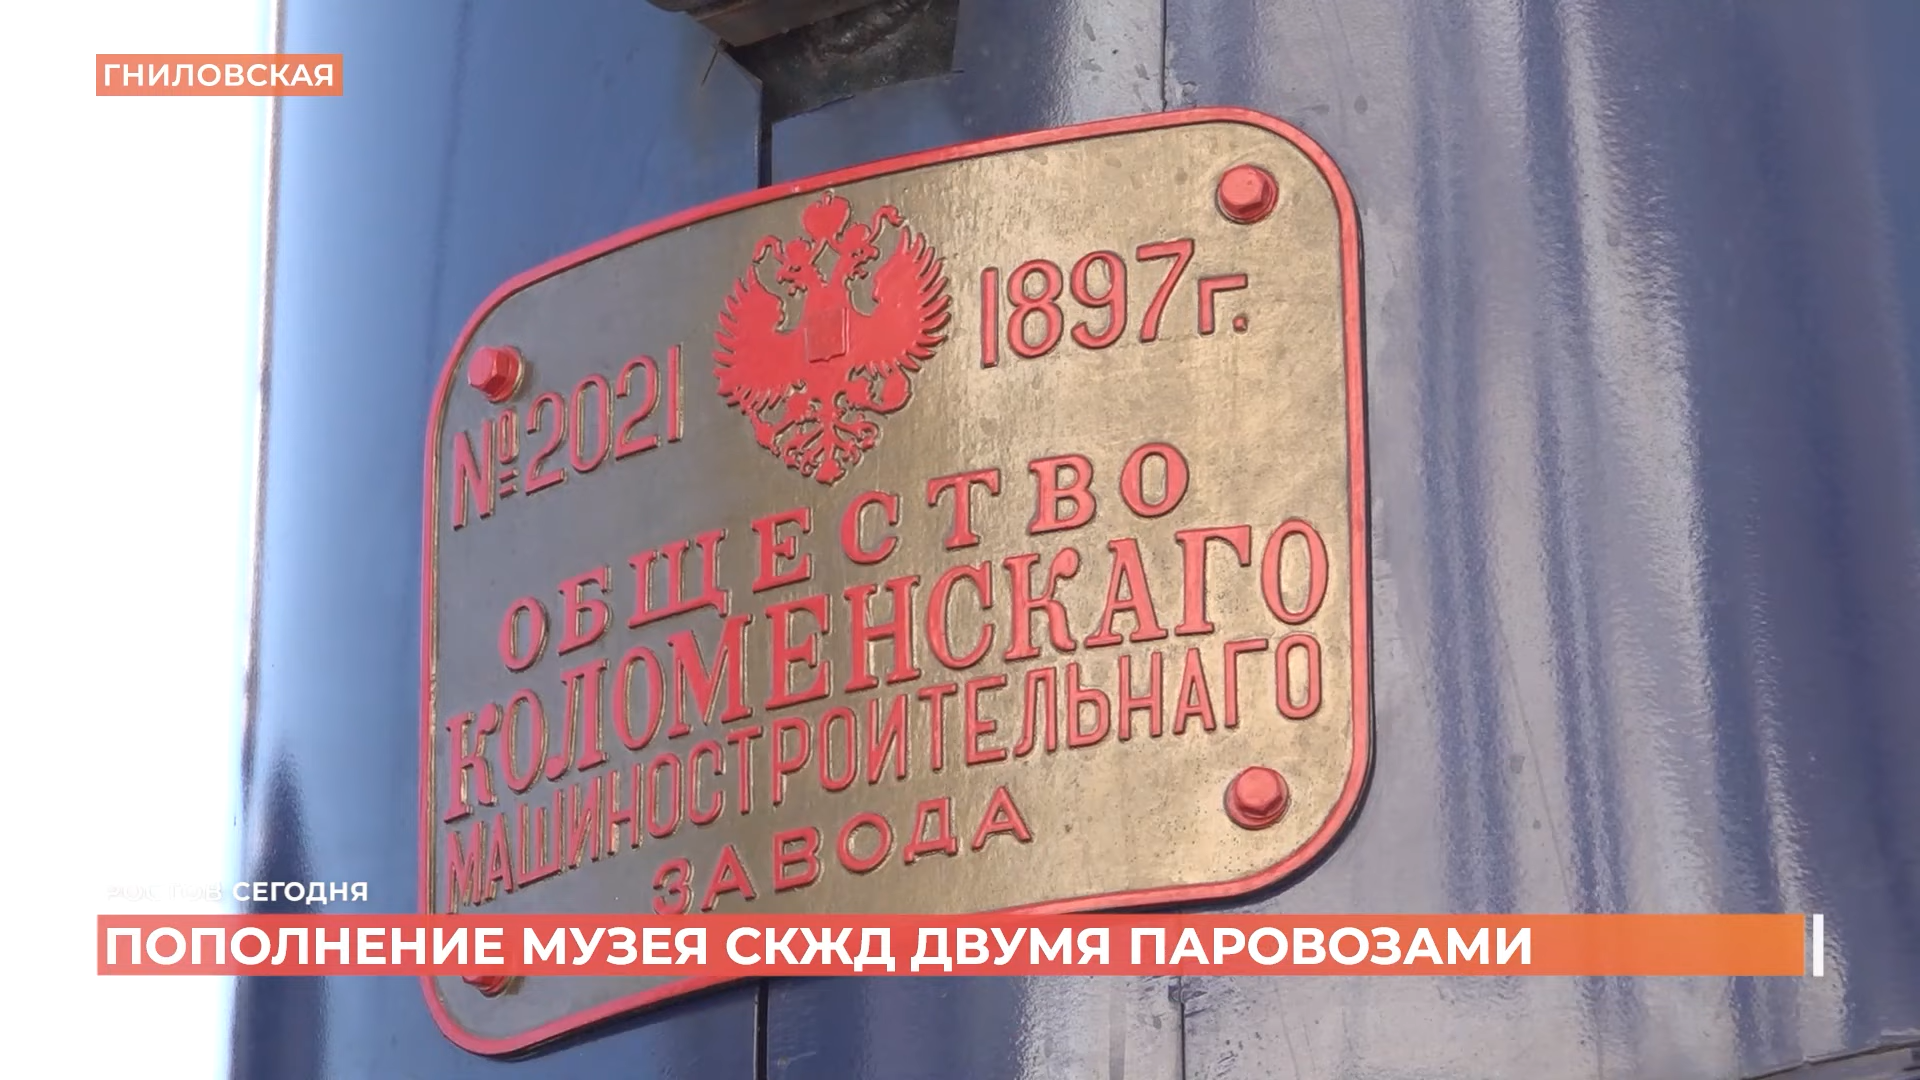 ГНИЛОВСКАЯ
№2021 1897г.
ОБЩЕСТВО
КОЛОМЕНСКАГО
МАШИНОСТРОИТЕЛЬНАГО
ЗАВОДА
РОСТОВ СЕГОДНЯ
ПОПОЛНЕНИЕ МУЗЕЯ СКЖД ДВУМЯ ПАРОВОЗАМИ